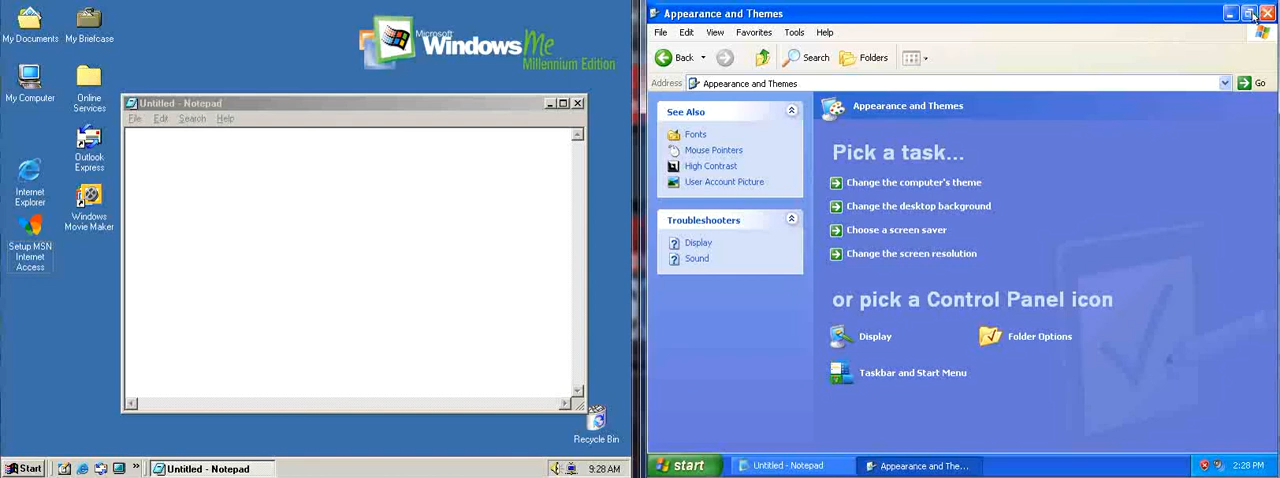 My Documents
My Briefcase
My Computer
Online
Services
Outlook
Express
Internet
Explorer
Windows
Movie Maker
Setup MSN
Internet
Access
Microsoft
Windows Me
Millennium Edition
Untitled - Notepad
File Edit Search Help
Recycle Bin
Start
Untitled - Notepad
9:28 AM
Appearance and Themes
File Edit View Favorites Tools Help
Back Search Folders
Address Appearance and Themes Go
See Also
Fonts
Mouse Pointers
High Contrast
User Account Picture
Troubleshooters
Display
Sound
Appearance and Themes
Pick a task...
Change the computer's theme
Change the desktop background
Choose a screen saver
Change the screen resolution
or pick a Control Panel icon
Display
Folder Options
Taskbar and Start Menu
start
Untitled - Notepad
Appearance and The...
2:28 PM